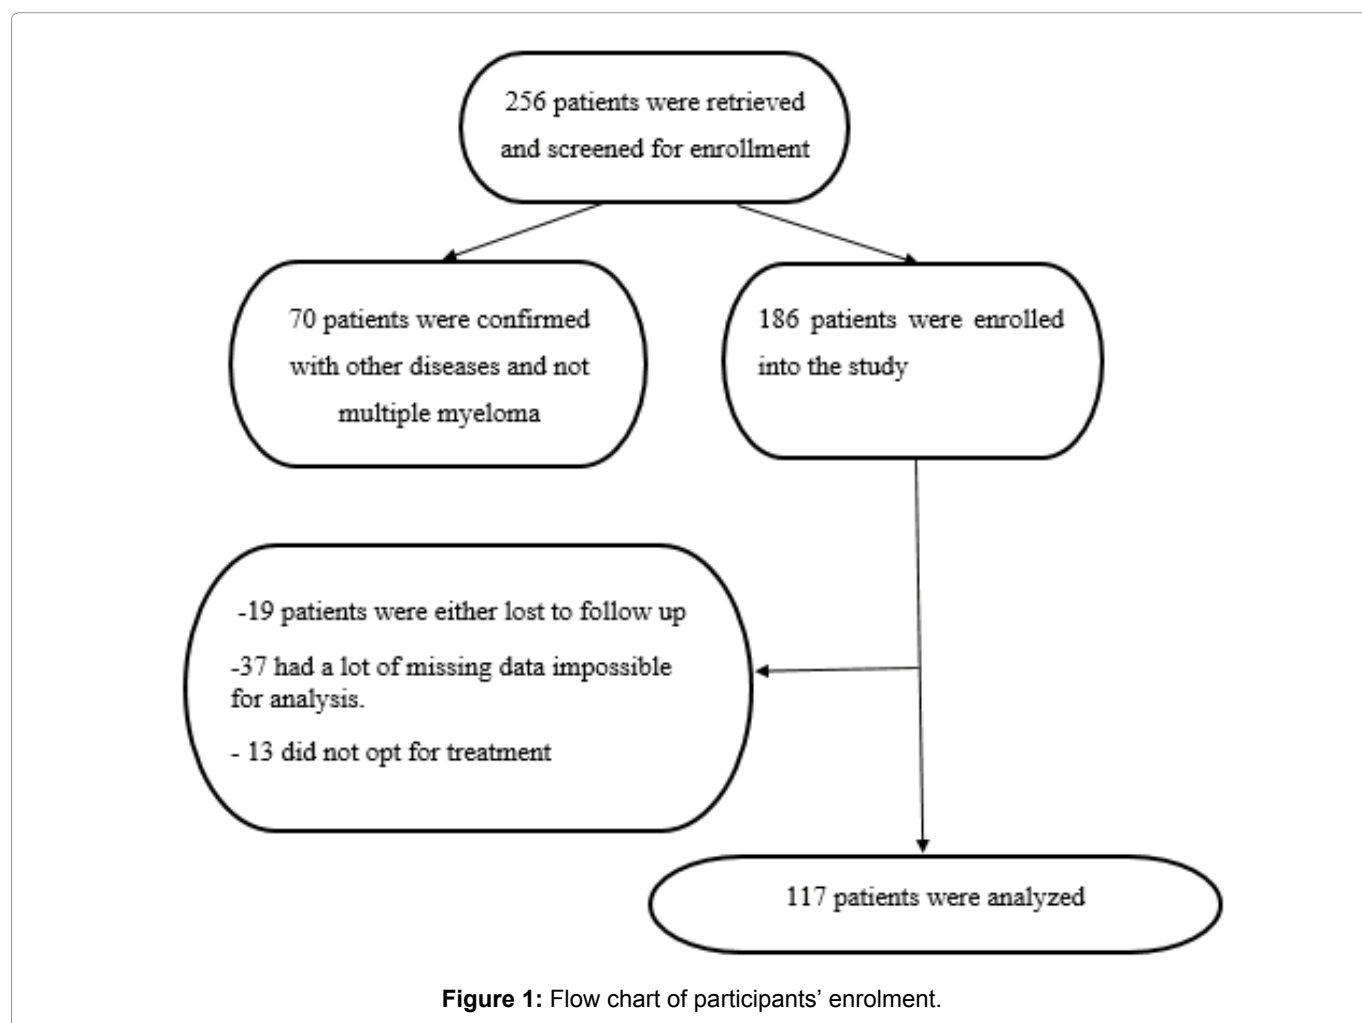 256 patients were retrieved
and screened for enrollment
70 patients were confirmed
with other diseases and not
multiple myeloma
186 patients were enrolled
into the study
-19 patients were either lost to follow up
-37 had a lot of missing data impossible
for analysis.
- 13 did not opt for treatment
117 patients were analyzed
Figure 1: Flow chart of participants’ enrolment.